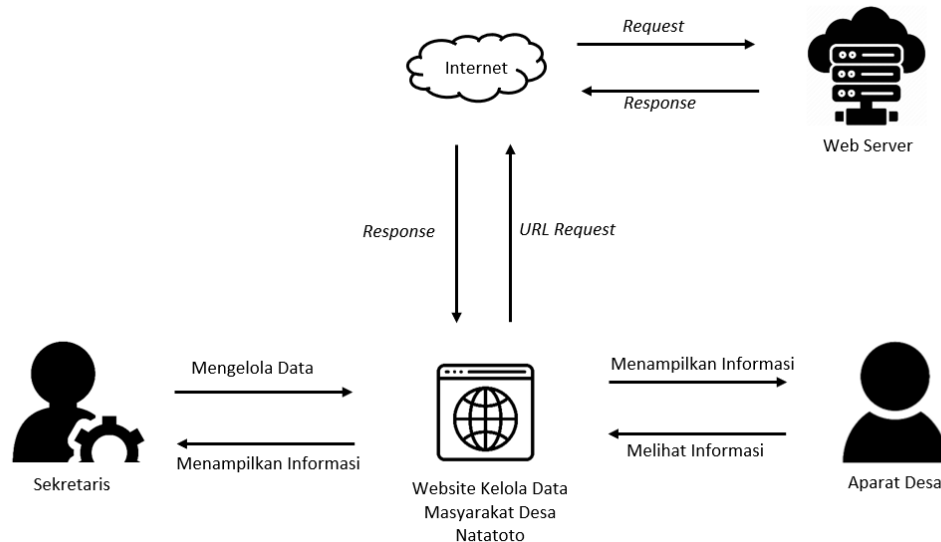 Request
Internet
Response
Web Server
Response
URL Request
Mengelola Data
Menampilkan Informasi
Menampilkan Informasi
Melihat Informasi
Sekretaris
Website Kelola Data
Masyarakat Desa
Natatoto
Aparat Desa